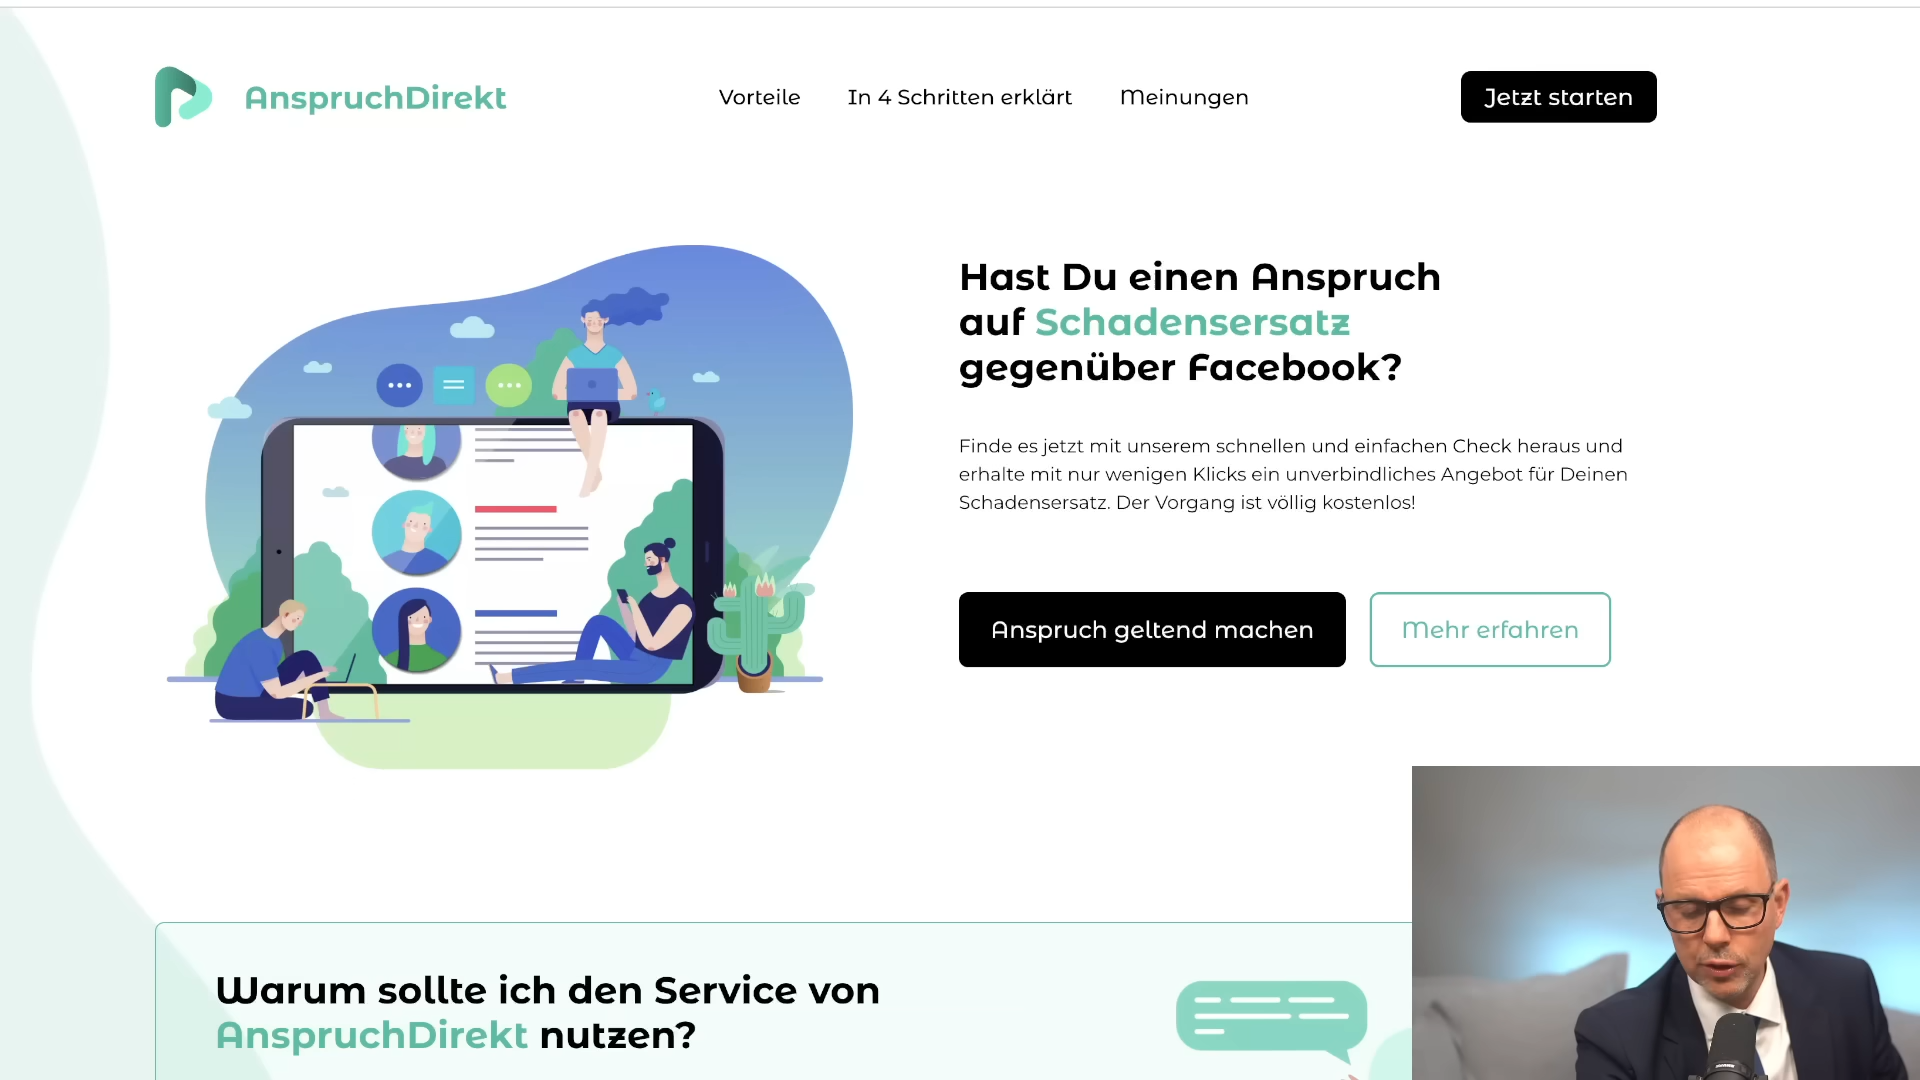 AnspruchDirekt
Vorteile
In 4 Schritten erklärt
Meinungen
Jetzt starten
Hast Du einen Anspruch
auf Schadensersatz
gegenüber Facebook?
Finde es jetzt mit unserem schnellen und einfachen Check heraus und
erhalte mit nur wenigen Klicks ein unverbindliches Angebot für Deinen
Schadensersatz. Der Vorgang ist völlig kostenlos!
Anspruch geltend machen
Mehr erfahren
Warum sollte ich den Service von
AnspruchDirekt nutzen?